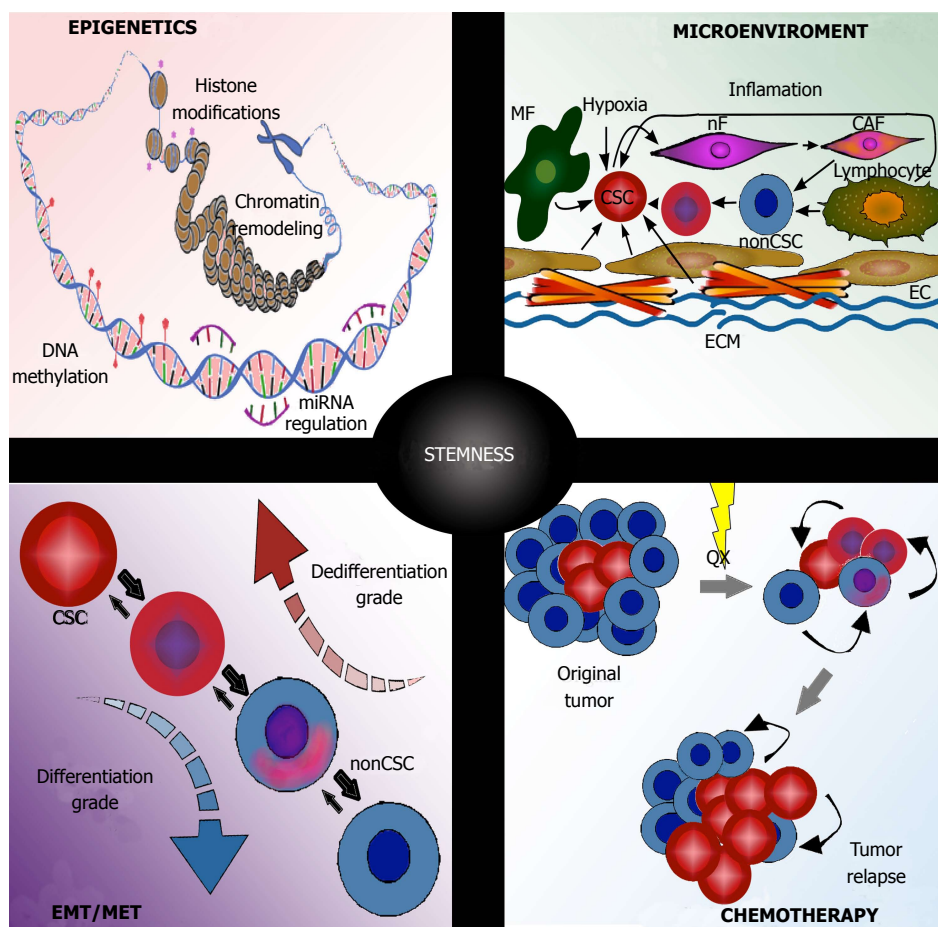 EPIGENETICS
Histone
modifications
Chromatin
remodeling
DNA
methylation
miRNA
regulation
MICROENVIROMENT
Inflamation
MF
Hypoxia
nF
CAF
Lymphocyte
CSC
nonCSC
EC
ECM
STEMNESS
CSC
Dedifferentiation
grade
Differentiation
grade
nonCSC
EMT/MET
QX
Original
tumor
Tumor
relapse
CHEMOTHERAPY